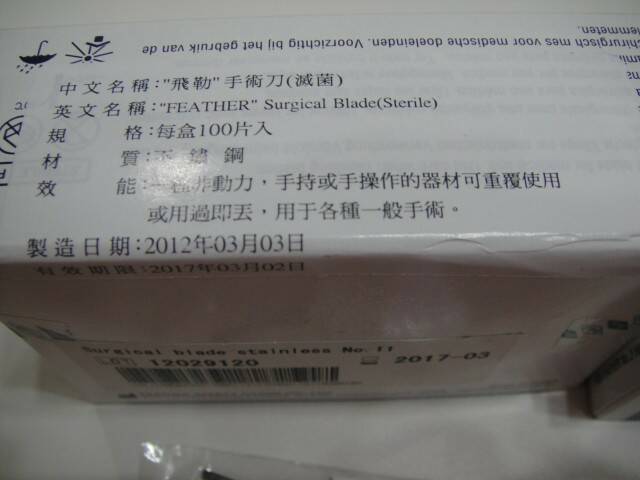 chirurgisch mes voor medische doeleinden. Voorzichtig bij het gebruik van de
lemmeten.
中文名稱："飛勒"手術刀(滅菌)
英文名稱："FEATHER" Surgical Blade(Sterile)
規格：每盒100片入
材質：不鏽鋼
效能：一種非動力，手持或手操作的器材可重覆使用
或用過即丟，用于各種一般手術。
製造日期：2012年03月03日
有效期限：2017年03月02日
Surgical blade stainless No.11
LOT 12029120
2017-03